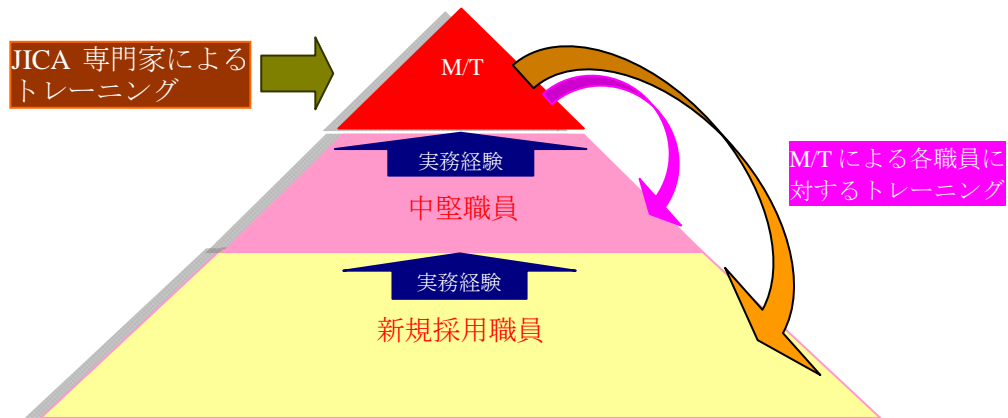 JICA 専門家による
トレーニング
M/T
M/T による各職員に
対するトレーニング
実務経験
中堅職員
実務経験
新規採用職員